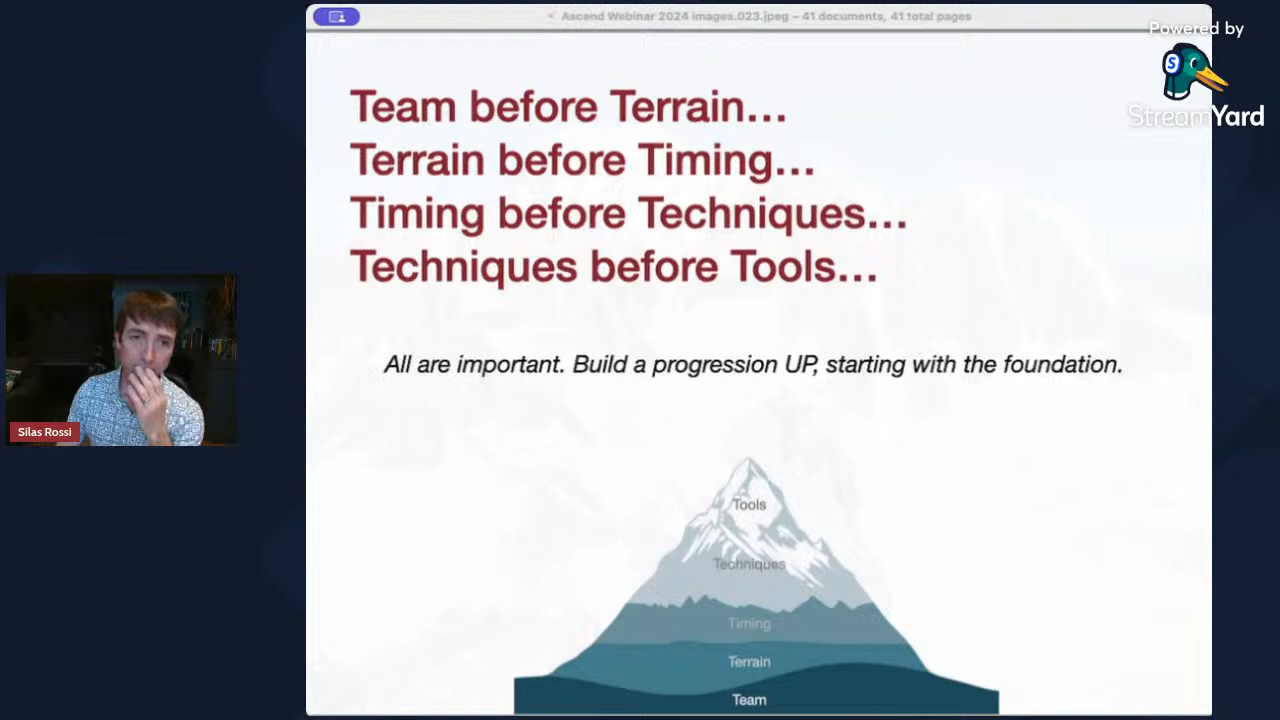 Ascend Webinar 2024 images.023.jpeg – 41 documents, 41 total pages
Powered by
S
StreamYard
Team before Terrain...
Terrain before Timing...
Timing before Techniques...
Techniques before Tools...
All are important. Build a progression UP, starting with the foundation.
Silas Rossi
Tools
Techniques
Timing
Terrain
Team